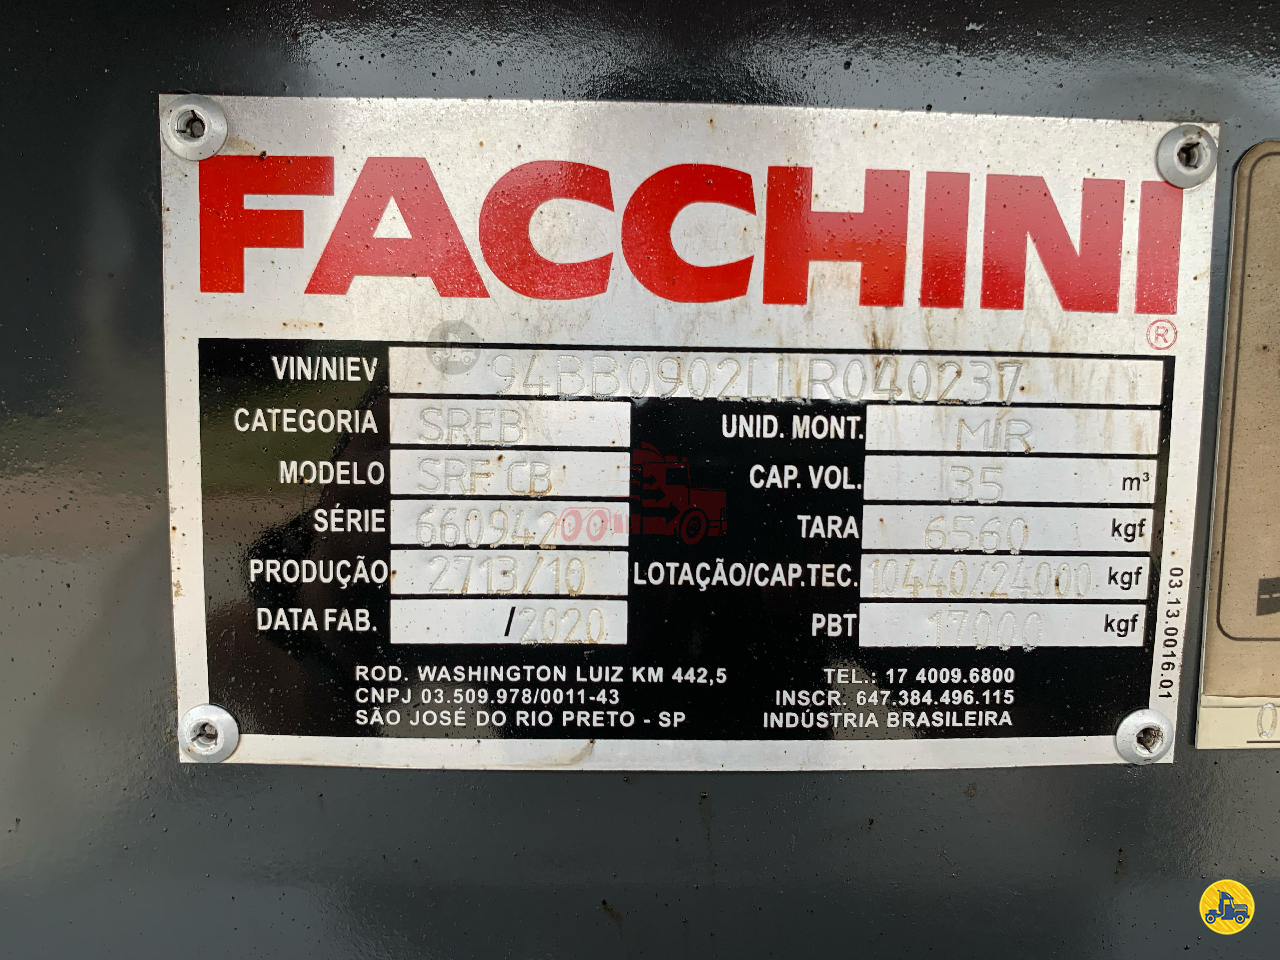 FACCHINI
®
VIN/NIEV 94BB0902LLR040237
CATEGORIA SREB UNID. MONT. MÍR
MODELO SRF CB CAP. VOL. 35 m³
SÉRIE 660942 TARA 6560 kgf
PRODUÇÃO 2713/10 LOTAÇÃO/CAP.TEC. 10440/24000 kgf
DATA FAB. /2020 PBT 17000 kgf
ROD. WASHINGTON LUIZ KM 442,5 TEL.: 17 4009.6800
CNPJ 03.509.978/0011-43 INSCR. 647.384.496.115
SÃO JOSÉ DO RIO PRETO - SP INDÚSTRIA BRASILEIRA
03.13.0016.01